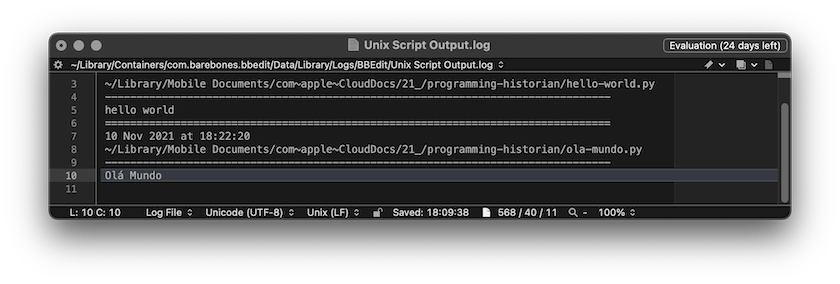 Unix Script Output.log
Evaluation (24 days left)
~/Library/Containers/com.barebones.bbedit/Data/Library/Logs/BBEdit/Unix Script Output.log
3 ~/Library/Mobile Documents/com~apple~CloudDocs/21_/programming-historian/hello-world.py
4 --------------------------------------------------------------------------------
5 hello world
6 ================================================================================
7 10 Nov 2021 at 18:22:20
8 ~/Library/Mobile Documents/com~apple~CloudDocs/21_/programming-historian/ola-mundo.py
9 --------------------------------------------------------------------------------
10 Olá Mundo
11
L: 10 C: 10 Log File Unicode (UTF-8) Unix (LF) Saved: 18:09:38 568 / 40 / 11 - 100%